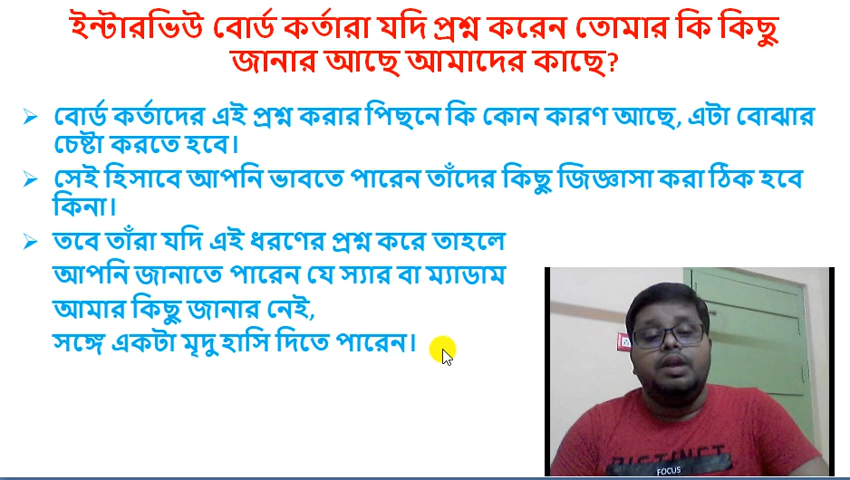 ইন্টারভিউ বোর্ড কর্তারা যদি প্রশ্ন করেন তোমার কি কিছু
জানার আছে আমাদের কাছে?
➢ বোর্ড কর্তাদের এই প্রশ্ন করার পিছনে কি কোন কারণ আছে, এটা বোঝার
চেষ্টা করতে হবে।
➢ সেই হিসাবে আপনি ভাবতে পারেন তাঁদের কিছু জিজ্ঞাসা করা ঠিক হবে
কিনা।
➢ তবে তাঁরা যদি এই ধরণের প্রশ্ন করে তাহলে
আপনি জানাতে পারেন যে স্যার বা ম্যাডাম
আমার কিছু জানার নেই,
সঙ্গে একটা মৃদু হাসি দিতে পারেন।
DISTINCT
FOCUS